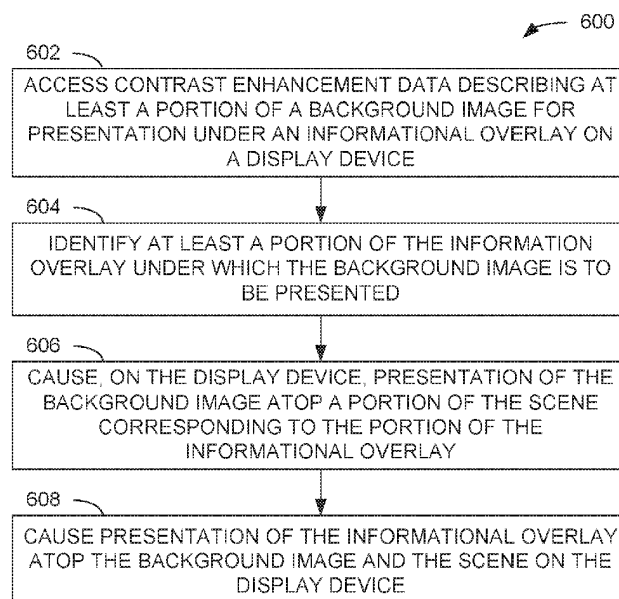 600
602
ACCESS CONTRAST ENHANCEMENT DATA DESCRIBING AT
LEAST A PORTION OF A BACKGROUND IMAGE FOR
PRESENTATION UNDER AN INFORMATIONAL OVERLAY ON
A DISPLAY DEVICE
604
IDENTIFY AT LEAST A PORTION OF THE INFORMATION
OVERLAY UNDER WHICH THE BACKGROUND IMAGE IS TO
BE PRESENTED
606
CAUSE, ON THE DISPLAY DEVICE, PRESENTATION OF THE
BACKGROUND IMAGE ATOP A PORTION OF THE SCENE
CORRESPONDING TO THE PORTION OF THE
INFORMATIONAL OVERLAY
608
CAUSE PRESENTATION OF THE INFORMATIONAL OVERLAY
ATOP THE BACKGROUND IMAGE AND THE SCENE ON THE
DISPLAY DEVICE